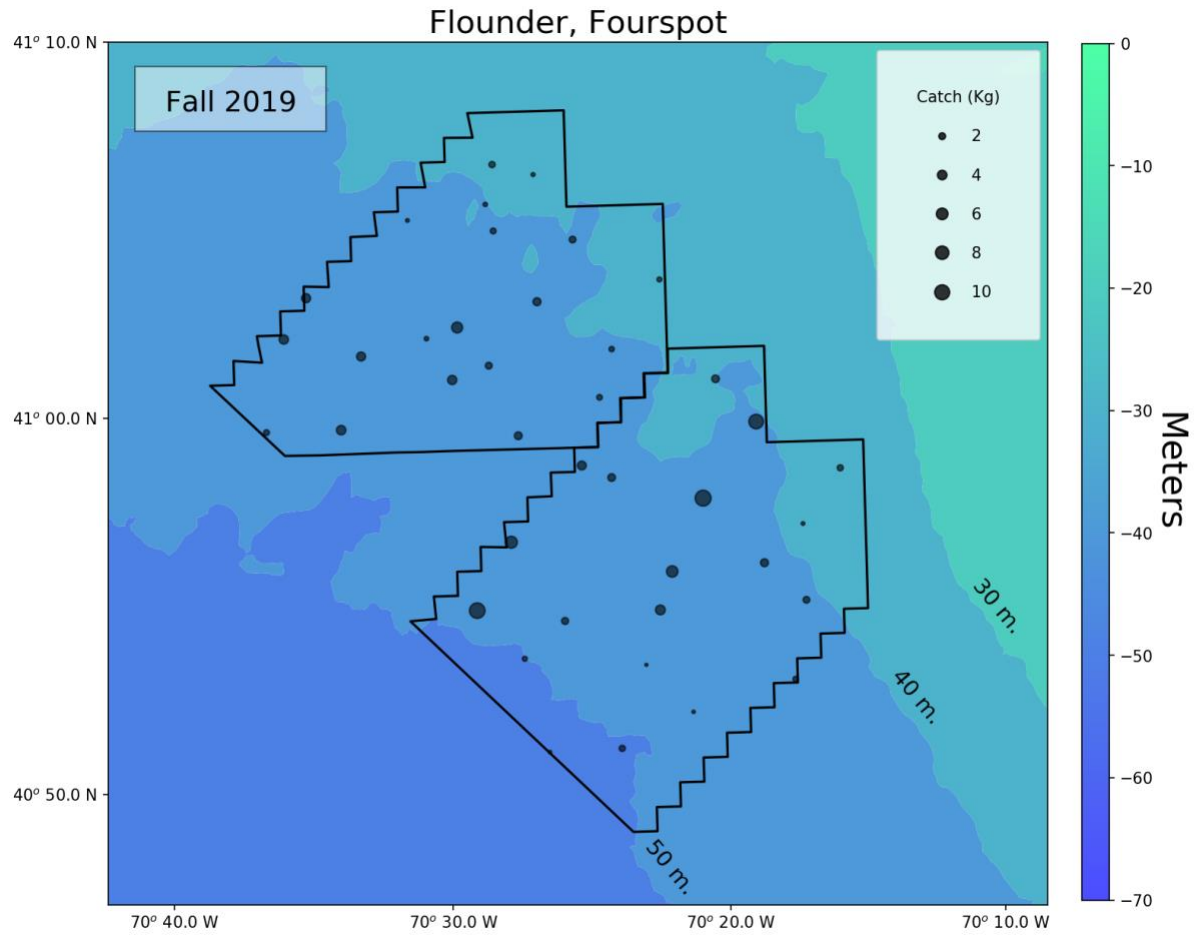 Flounder, Fourspot
41° 10.0 N
41° 00.0 N
40° 50.0 N
Fall 2019
Catch (Kg)
2
4
6
8
10
30 m.
40 m.
50 m.
70° 40.0 W
70° 30.0 W
70° 20.0 W
70° 10.0 W
0
−10
−20
−30
−40
−50
−60
−70
Meters